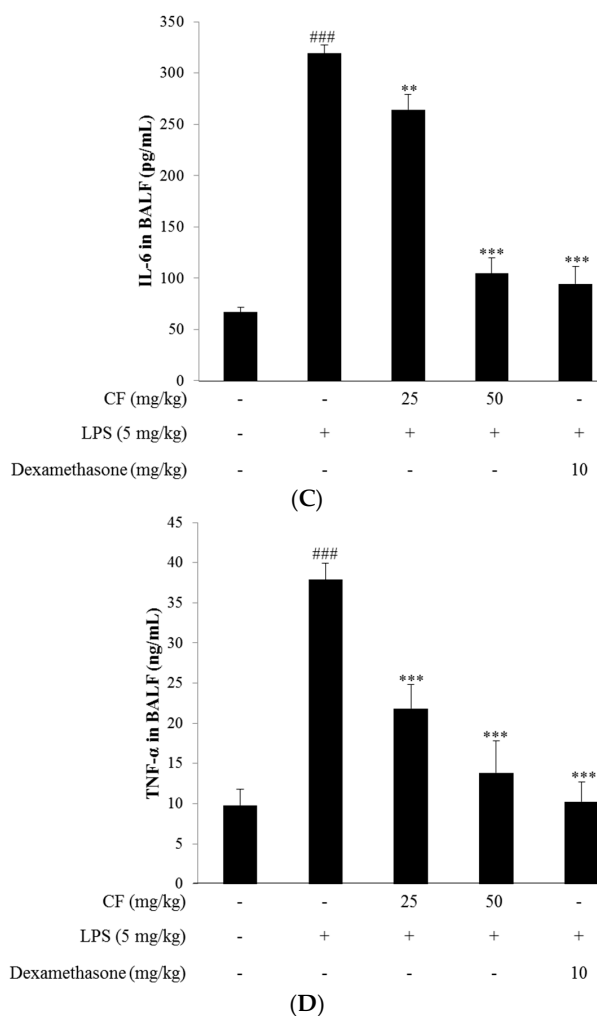 350
###
300
**
250
200
150
***
***
100
50
0
IL-6 in BALF (pg/mL)
CF (mg/kg) - - 25 50 -
LPS (5 mg/kg) - + + + +
Dexamethasone (mg/kg) - - - - 10
(C)
45
###
40
35
30
***
25
20
***
15
***
10
5
0
TNF-α in BALF (ng/mL)
CF (mg/kg) - - 25 50 -
LPS (5 mg/kg) - + + + +
Dexamethasone (mg/kg) - - - - 10
(D)